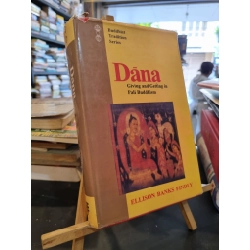 Buddhist
Tradition
Series
Dāna
Giving and Getting in
Pali Buddhism
ELLISON BANKS FINDLY